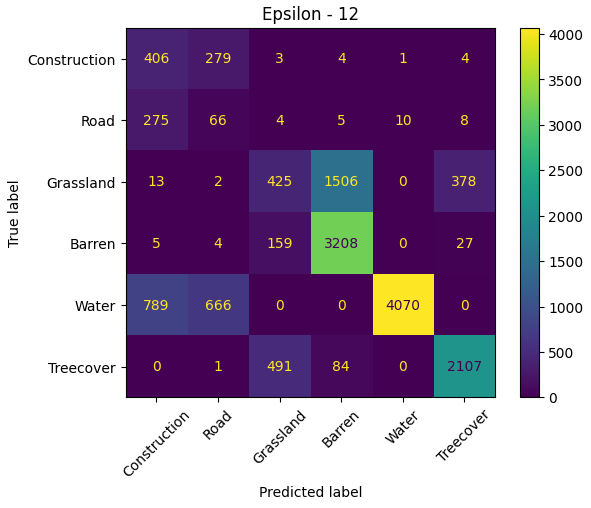 Epsilon - 12
True label
Construction 406 279 3 4 1 4
Road 275 66 4 5 10 8
Grassland 13 2 425 1506 0 378
Barren 5 4 159 3208 0 27
Water 789 666 0 0 4070 0
Treecover 0 1 491 84 0 2107
Construction Road Grassland Barren Water Treecover
Predicted label
4000
3500
3000
2500
2000
1500
1000
500
0